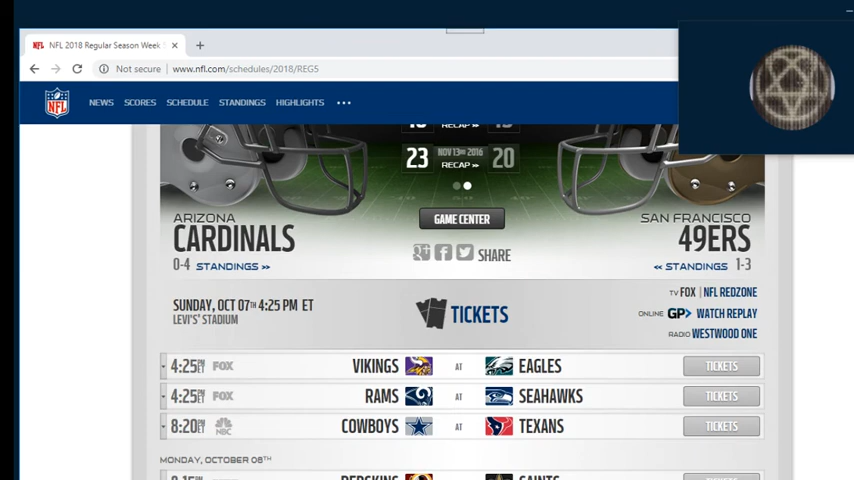 NFL 2018 Regular Season Week
Not secure | www.nfl.com/schedules/2018/REG5
NFL NEWS SCORES SCHEDULE STANDINGS HIGHLIGHTS
RECAP >>
23 NOV 13TH 2016 20
RECAP >>
GAME CENTER
ARIZONA SAN FRANCISCO
CARDINALS 49ERS
0-4 STANDINGS >> << STANDINGS 1-3
SHARE
SUNDAY, OCT 07TH 4:25 PM ET
LEVI'S' STADIUM
TICKETS
TV FOX | NFL REDZONE
ONLINE GP> WATCH REPLAY
RADIO WESTWOOD ONE
4:25 PM ET FOX VIKINGS AT EAGLES TICKETS
4:25 PM ET FOX RAMS AT SEAHAWKS TICKETS
8:20 PM ET NBC COWBOYS AT TEXANS TICKETS
MONDAY, OCTOBER 08TH